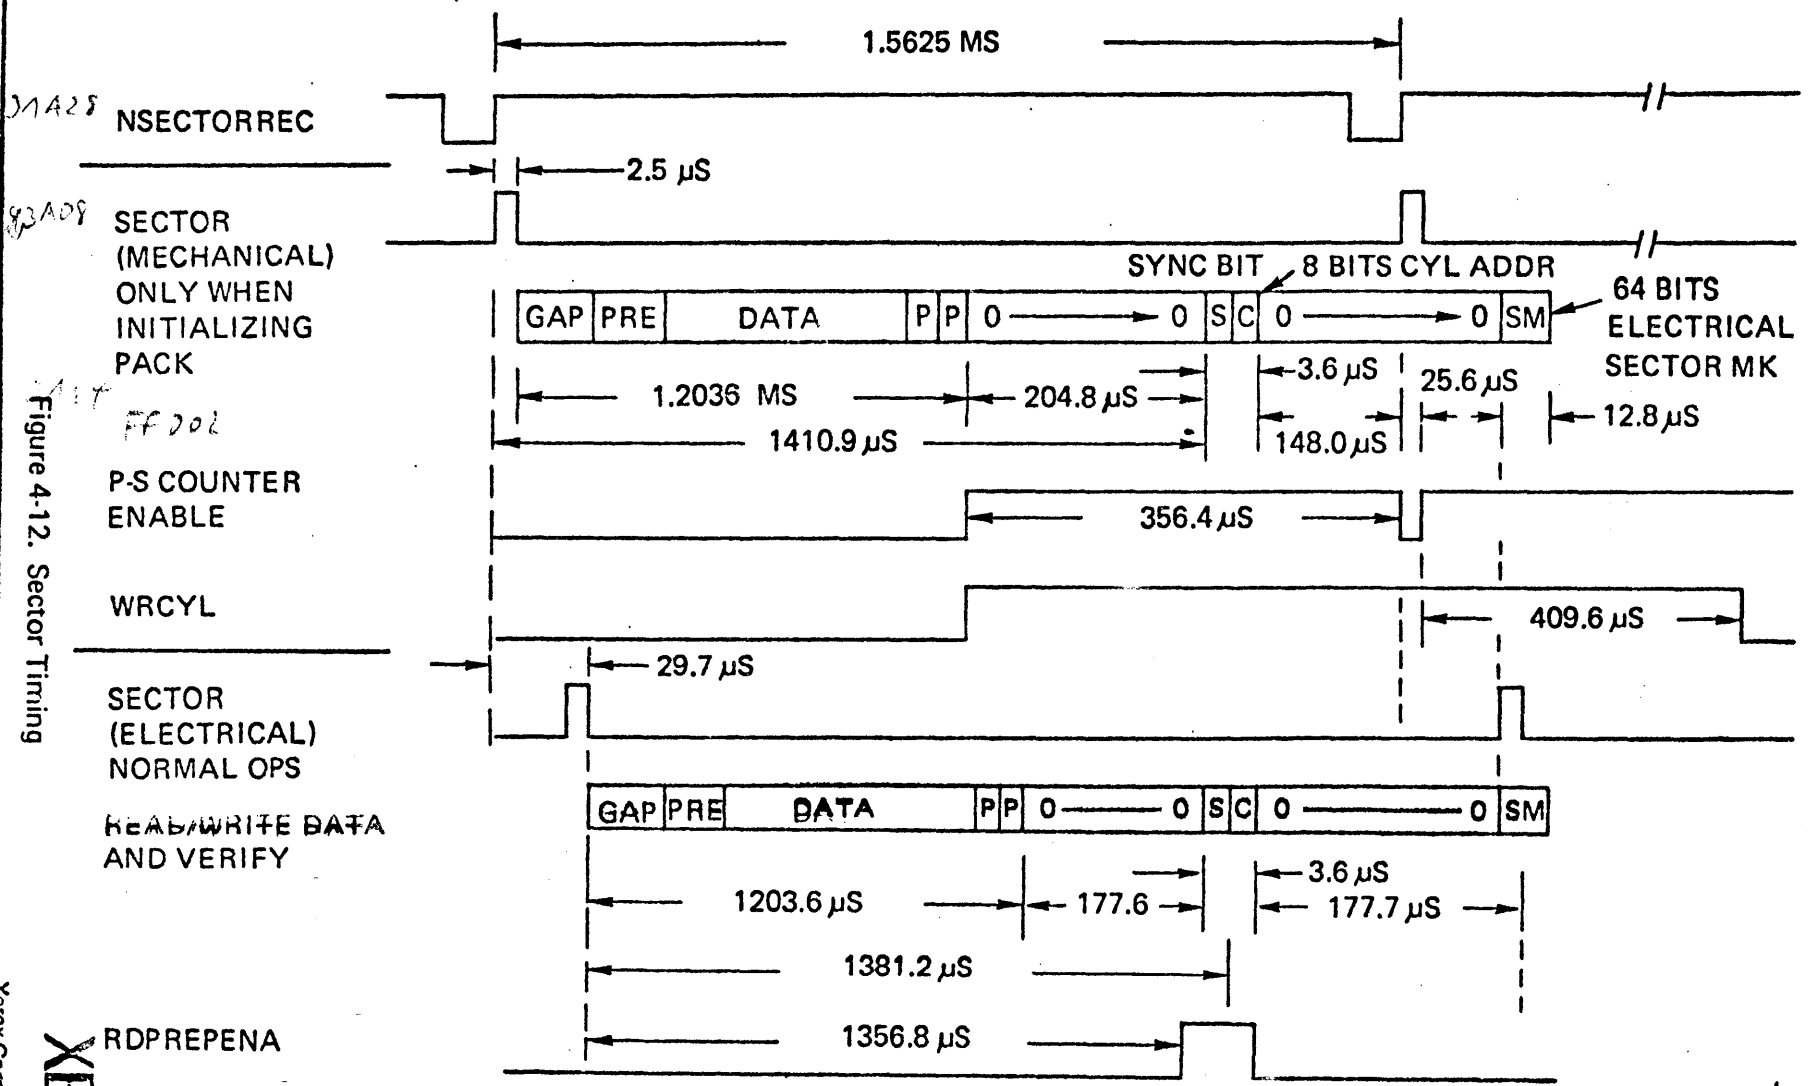 1.5625 MS
NSECTORREC
2.5 µS
SECTOR
(MECHANICAL)
ONLY WHEN
INITIALIZING
PACK
SYNC BIT
8 BITS CYL ADDR
64 BITS
ELECTRICAL
SECTOR MK
GAP PRE DATA P P 0 0 S C 0 0 SM
3.6 µS
25.6 µS
1.2036 MS
204.8 µS
12.8 µS
1410.9 µS
148.0 µS
P-S COUNTER
ENABLE
356.4 µS
WRCYL
409.6 µS
29.7 µS
SECTOR
(ELECTRICAL)
NORMAL OPS
READ/WRITE DATA
AND VERIFY
GAP PRE DATA P P 0 0 S C 0 0 SM
3.6 µS
1203.6 µS
177.6
177.7 µS
1381.2 µS
RDPREPENA
1356.8 µS
Figure 4-12. Sector Timing